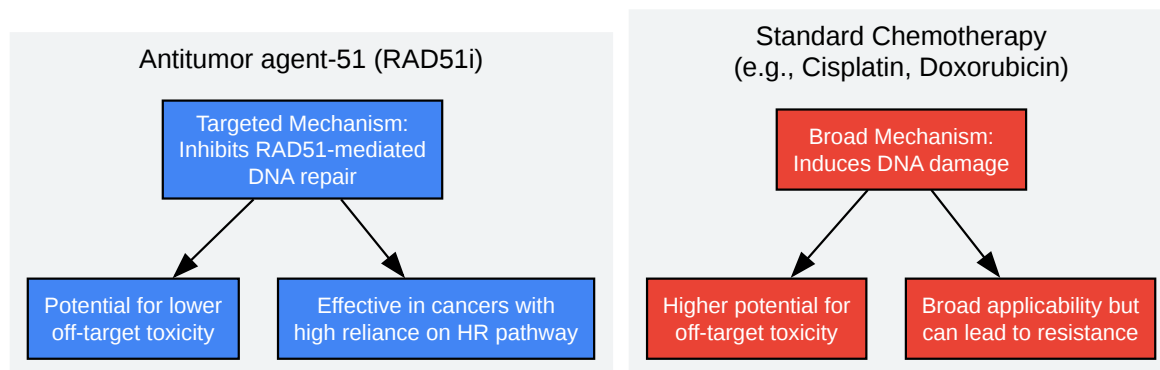 Antitumor agent-51 (RAD51i)
Targeted Mechanism:
Inhibits RAD51-mediated
DNA repair
Potential for lower
off-target toxicity
Effective in cancers with
high reliance on HR pathway
Standard Chemotherapy
(e.g., Cisplatin, Doxorubicin)
Broad Mechanism:
Induces DNA damage
Higher potential for
off-target toxicity
Broad applicability but
can lead to resistance